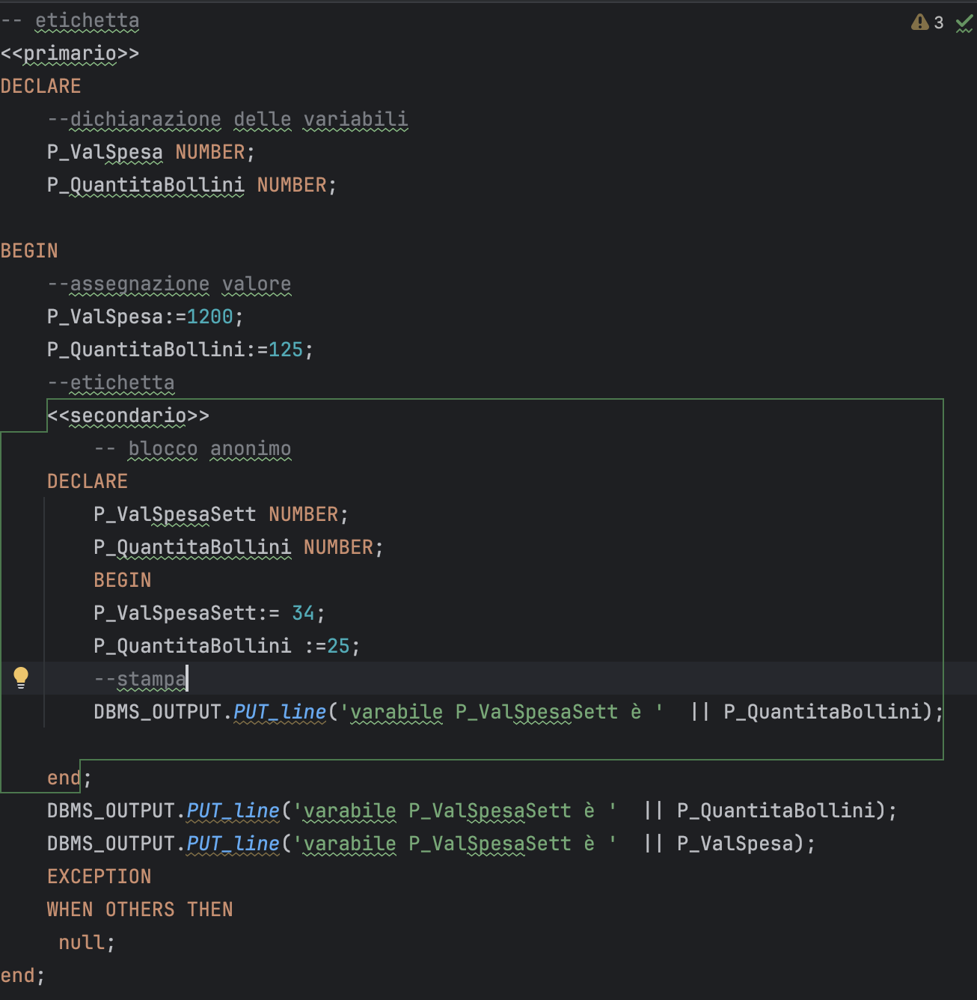 -- etichetta
3
<<primario>>
DECLARE
--dichiarazione delle variabili
P_ValSpesa NUMBER;
P_QuantitaBollini NUMBER;
BEGIN
--assegnazione valore
P_ValSpesa:=1200;
P_QuantitaBollini:=125;
--etichetta
<<secondario>>
-- blocco anonimo
DECLARE
P_ValSpesaSett NUMBER;
P_QuantitaBollini NUMBER;
BEGIN
P_ValSpesaSett:= 34;
P_QuantitaBollini :=25;
--stampa
DBMS_OUTPUT.PUT_line('varabile P_ValSpesaSett è '  || P_QuantitaBollini);
end;
DBMS_OUTPUT.PUT_line('varabile P_ValSpesaSett è '  || P_QuantitaBollini);
DBMS_OUTPUT.PUT_line('varabile P_ValSpesaSett è '  || P_ValSpesa);
EXCEPTION
WHEN OTHERS THEN
null;
end;